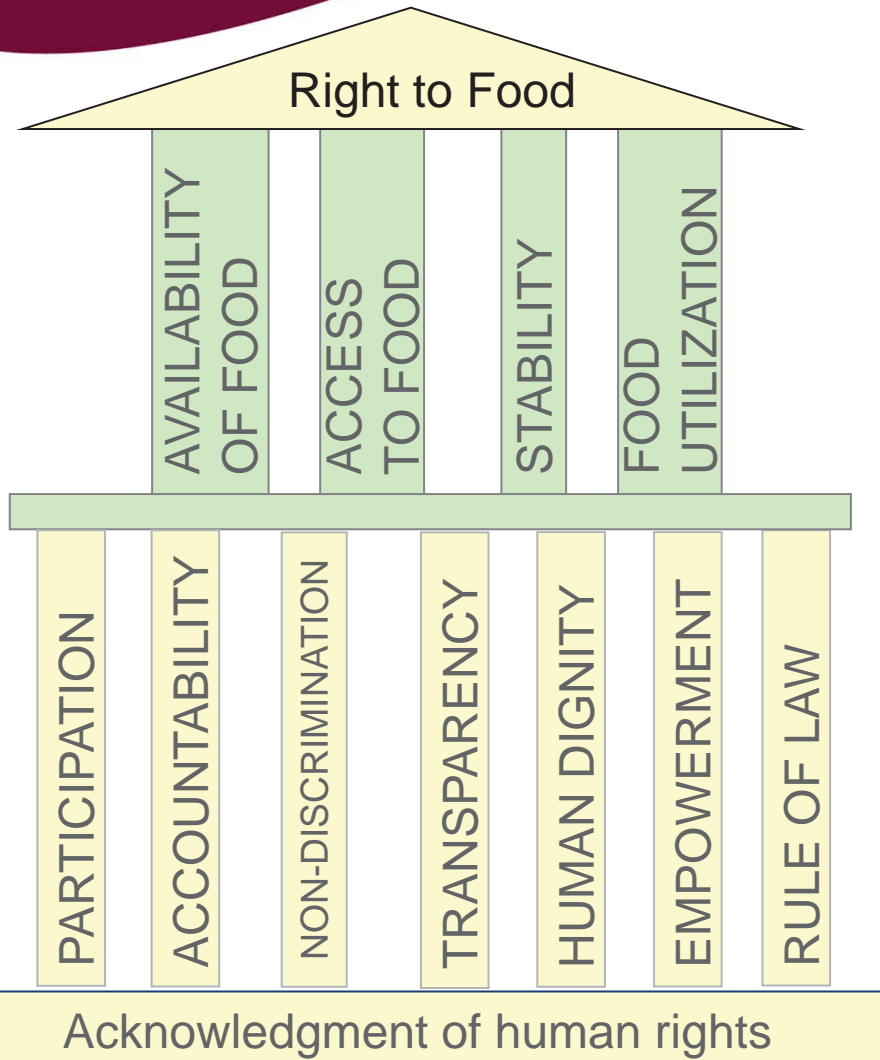 Right to Food
AVAILABILITY
OF FOOD
ACCESS
TO FOOD
STABILITY
FOOD
UTILIZATION
PARTICIPATION
ACCOUNTABILITY
NON-DISCRIMINATION
TRANSPARENCY
HUMAN DIGNITY
EMPOWERMENT
RULE OF LAW
Acknowledgment of human rights